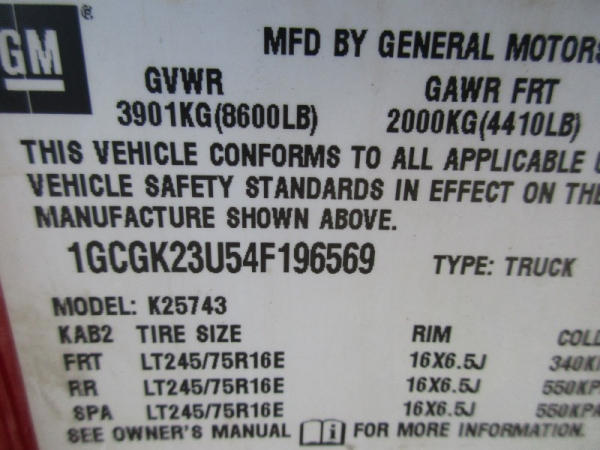 GM ®
MFD BY GENERAL MOTORS
GVWR GAWR FRT
3901KG(8600LB) 2000KG(4410LB)
THIS VEHICLE CONFORMS TO ALL APPLICABLE
VEHICLE SAFETY STANDARDS IN EFFECT ON THE
MANUFACTURE SHOWN ABOVE.
1GCGK23U54F196569 TYPE: TRUCK
MODEL: K25743
KAB2 TIRE SIZE RIM COLD
FRT LT245/75R16E 16X6.5J 340KP
RR LT245/75R16E 16X6.5J 550KPA
SPA LT245/75R16E 16X6.5J 550KPA
SEE OWNER'S MANUAL i FOR MORE INFORMATION.